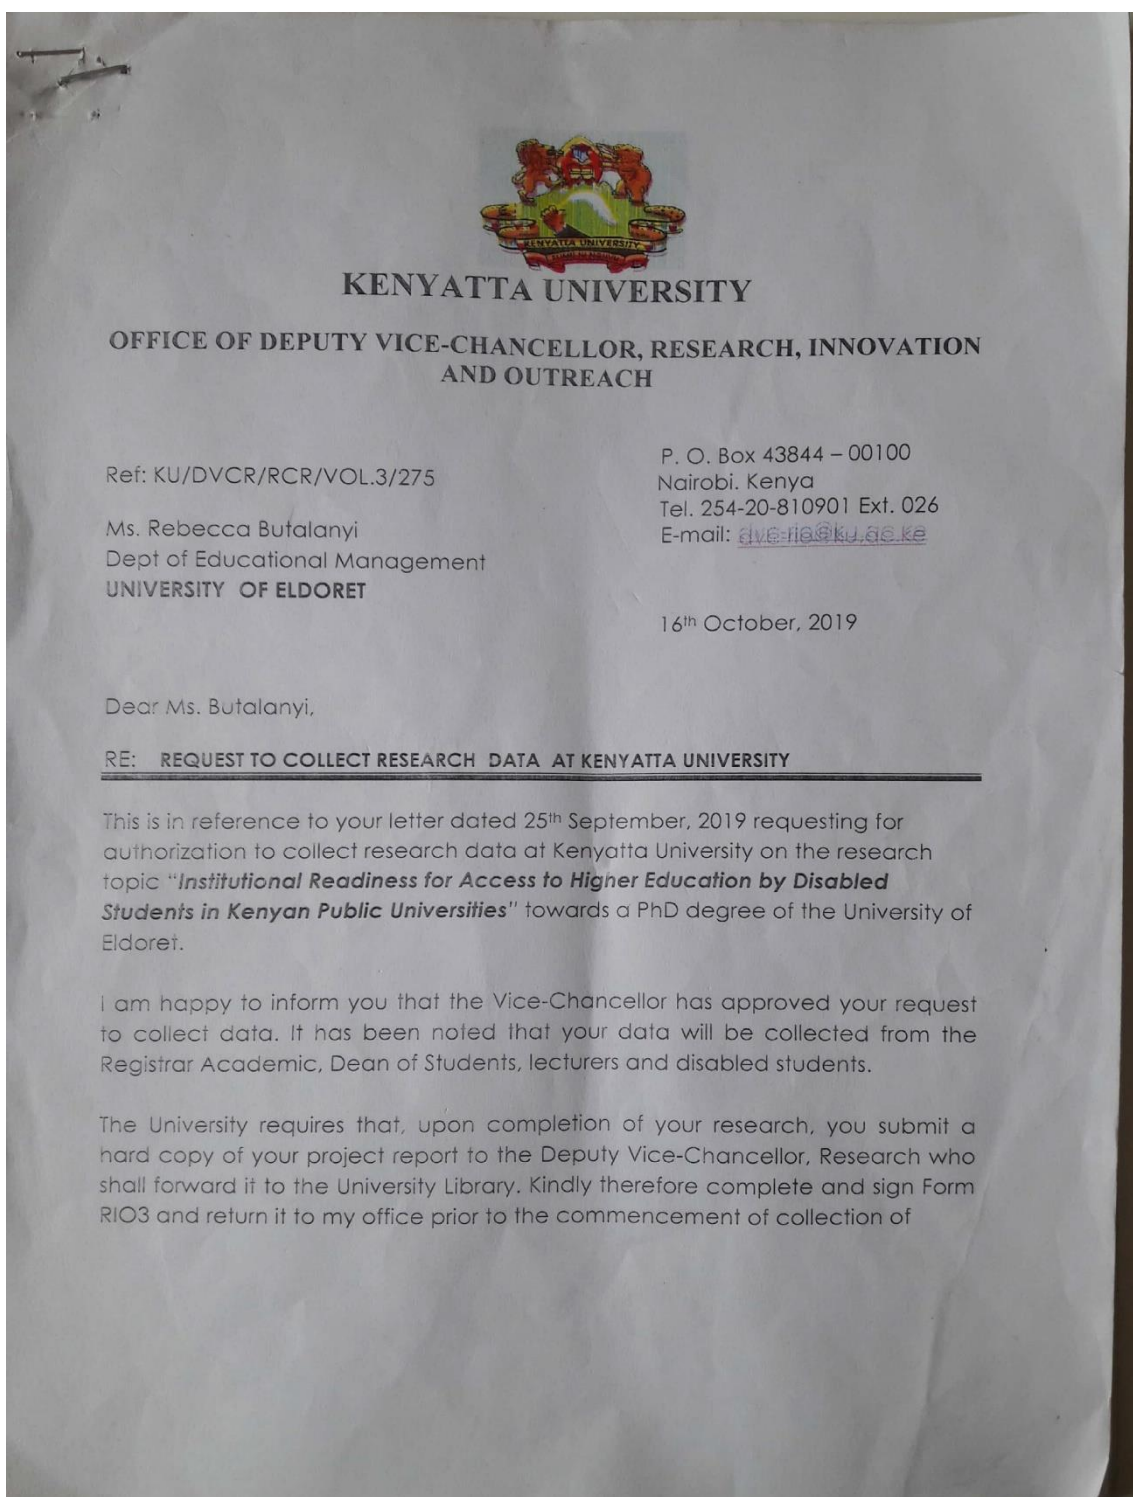 KENYATTA UNIVERSITY
KENYATTA UNIVERSITY
OFFICE OF DEPUTY VICE-CHANCELLOR, RESEARCH, INNOVATION
AND OUTREACH
Ref: KU/DVCR/RCR/VOL.3/275
Ms. Rebecca Butalanyi
Dept of Educational Management
UNIVERSITY OF ELDORET
P. O. Box 43844 – 00100
Nairobi. Kenya
Tel. 254-20-810901 Ext. 026
E-mail: dvc-rio@ku.ac.ke
16th October, 2019
Dear Ms. Butalanyi,
RE: REQUEST TO COLLECT RESEARCH DATA AT KENYATTA UNIVERSITY
This is in reference to your letter dated 25th September, 2019 requesting for
authorization to collect research data at Kenyatta University on the research
topic “Institutional Readiness for Access to Higher Education by Disabled
Students in Kenyan Public Universities” towards a PhD degree of the University of
Eldoret.
I am happy to inform you that the Vice-Chancellor has approved your request
to collect data. It has been noted that your data will be collected from the
Registrar Academic, Dean of Students, lecturers and disabled students.
The University requires that, upon completion of your research, you submit a
hard copy of your project report to the Deputy Vice-Chancellor, Research who
shall forward it to the University Library. Kindly therefore complete and sign Form
RIO3 and return it to my office prior to the commencement of collection of